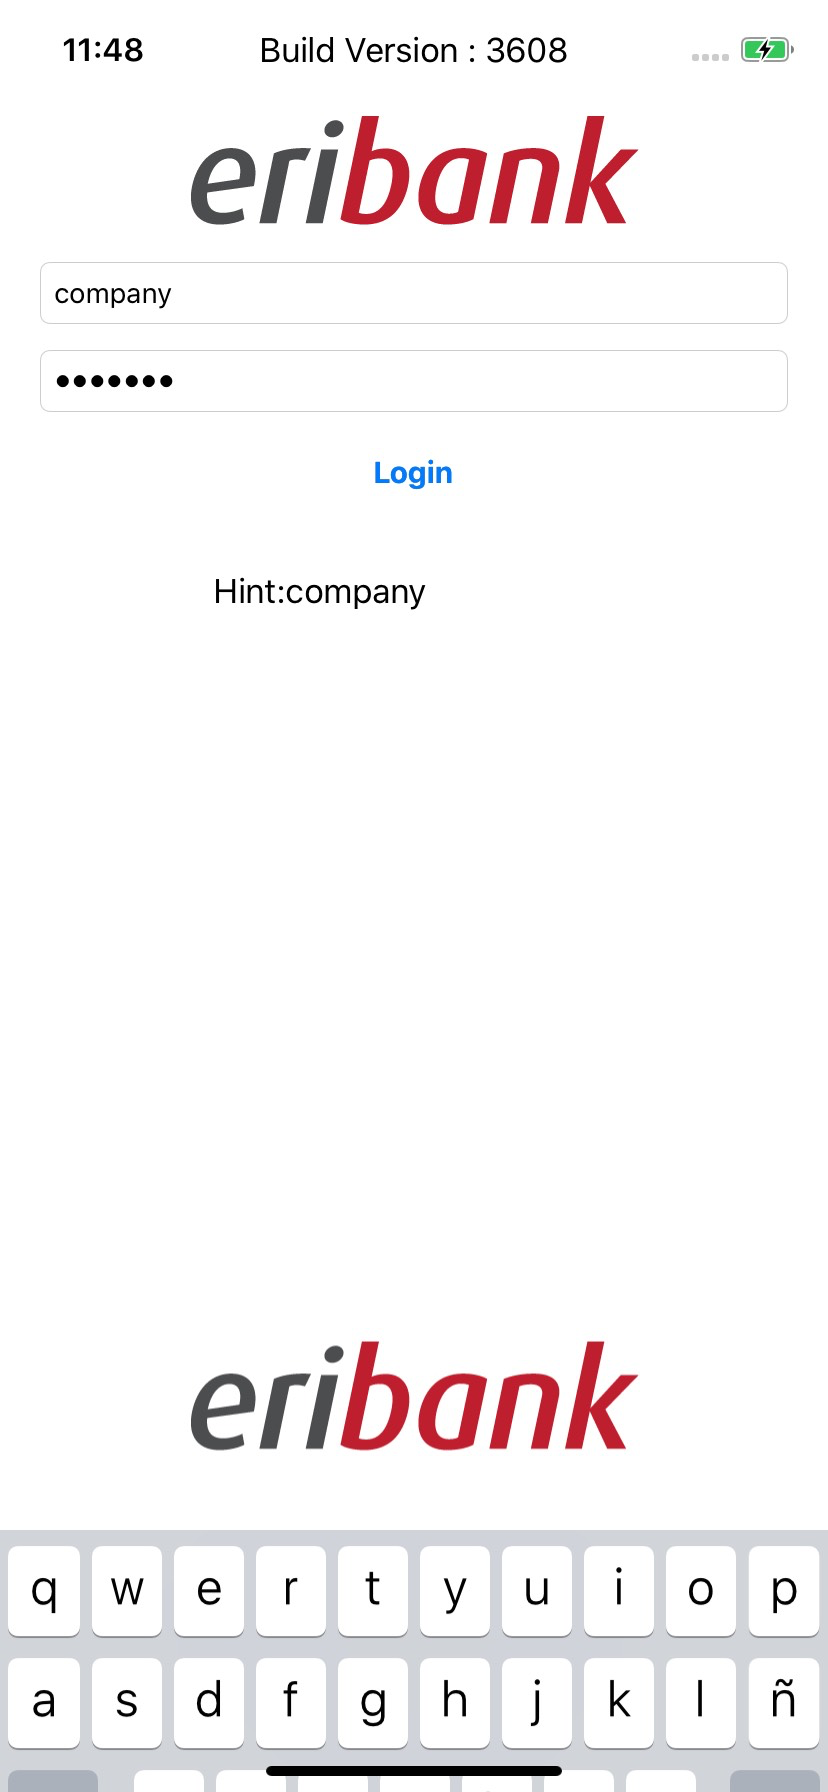 11:48 Build Version : 3608
eribank
company
•••••••
Login
Hint:company
eribank
q w e r t y u i o p
a s d f g h j k l ñ